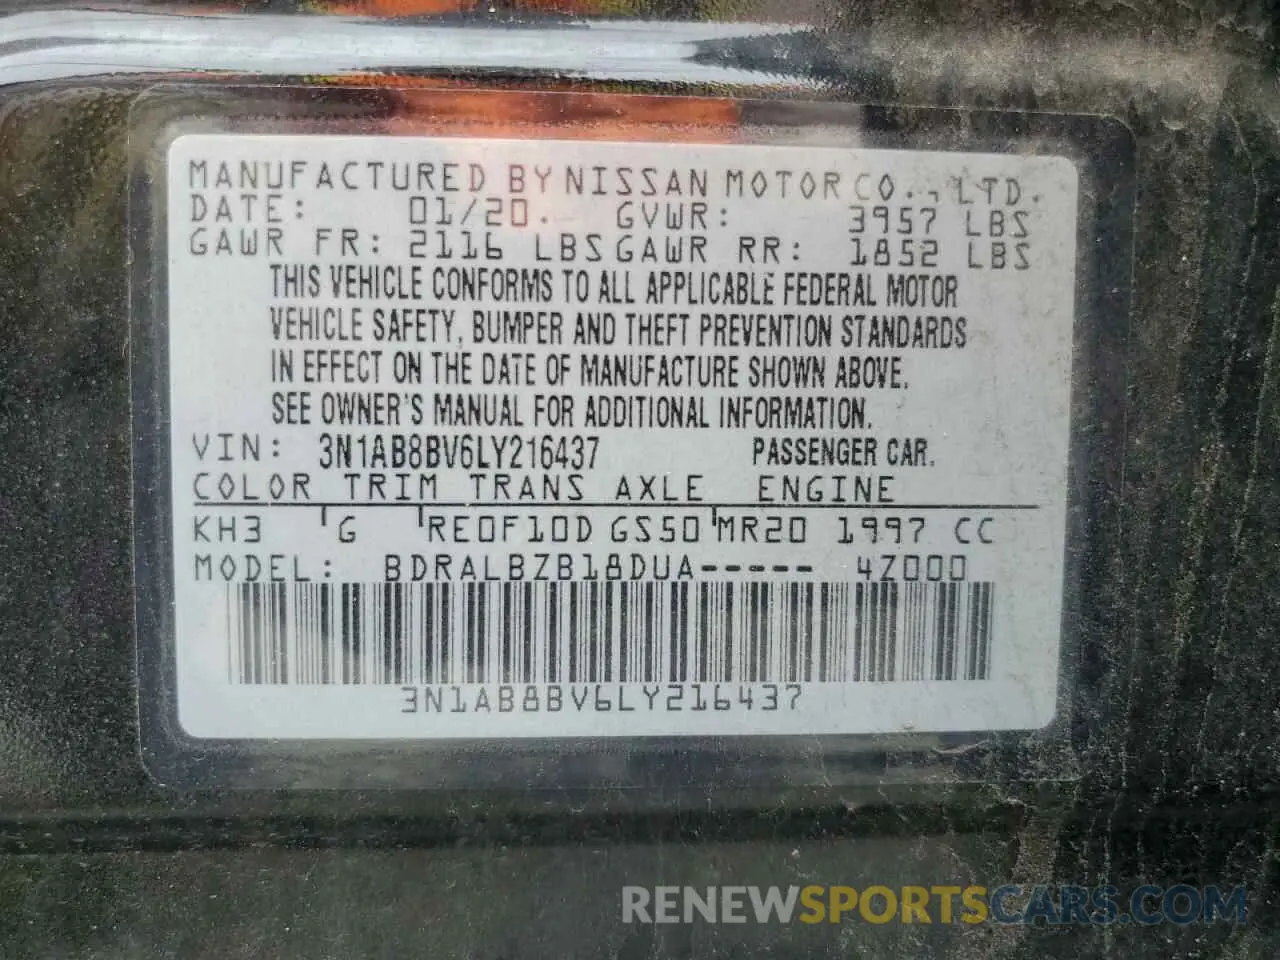 MANUFACTURED BY NISSAN MOTOR CO., LTD.
DATE: 01/20. GVWR: 3957 LBS
GAWR FR: 2116 LBS GAWR RR: 1852 LBS
THIS VEHICLE CONFORMS TO ALL APPLICABLE FEDERAL MOTOR
VEHICLE SAFETY, BUMPER AND THEFT PREVENTION STANDARDS
IN EFFECT ON THE DATE OF MANUFACTURE SHOWN ABOVE.
SEE OWNER'S MANUAL FOR ADDITIONAL INFORMATION.
VIN: 3N1AB8BV6LY216437 PASSENGER CAR.
COLOR TRIM TRANS AXLE ENGINE
KH3 G RE0F10D GS50 MR20 1997 CC
MODEL: BDRALBZB18DUA----- 4Z000
3N1AB8BV6LY216437
RENEWSPORTSCARS.COM